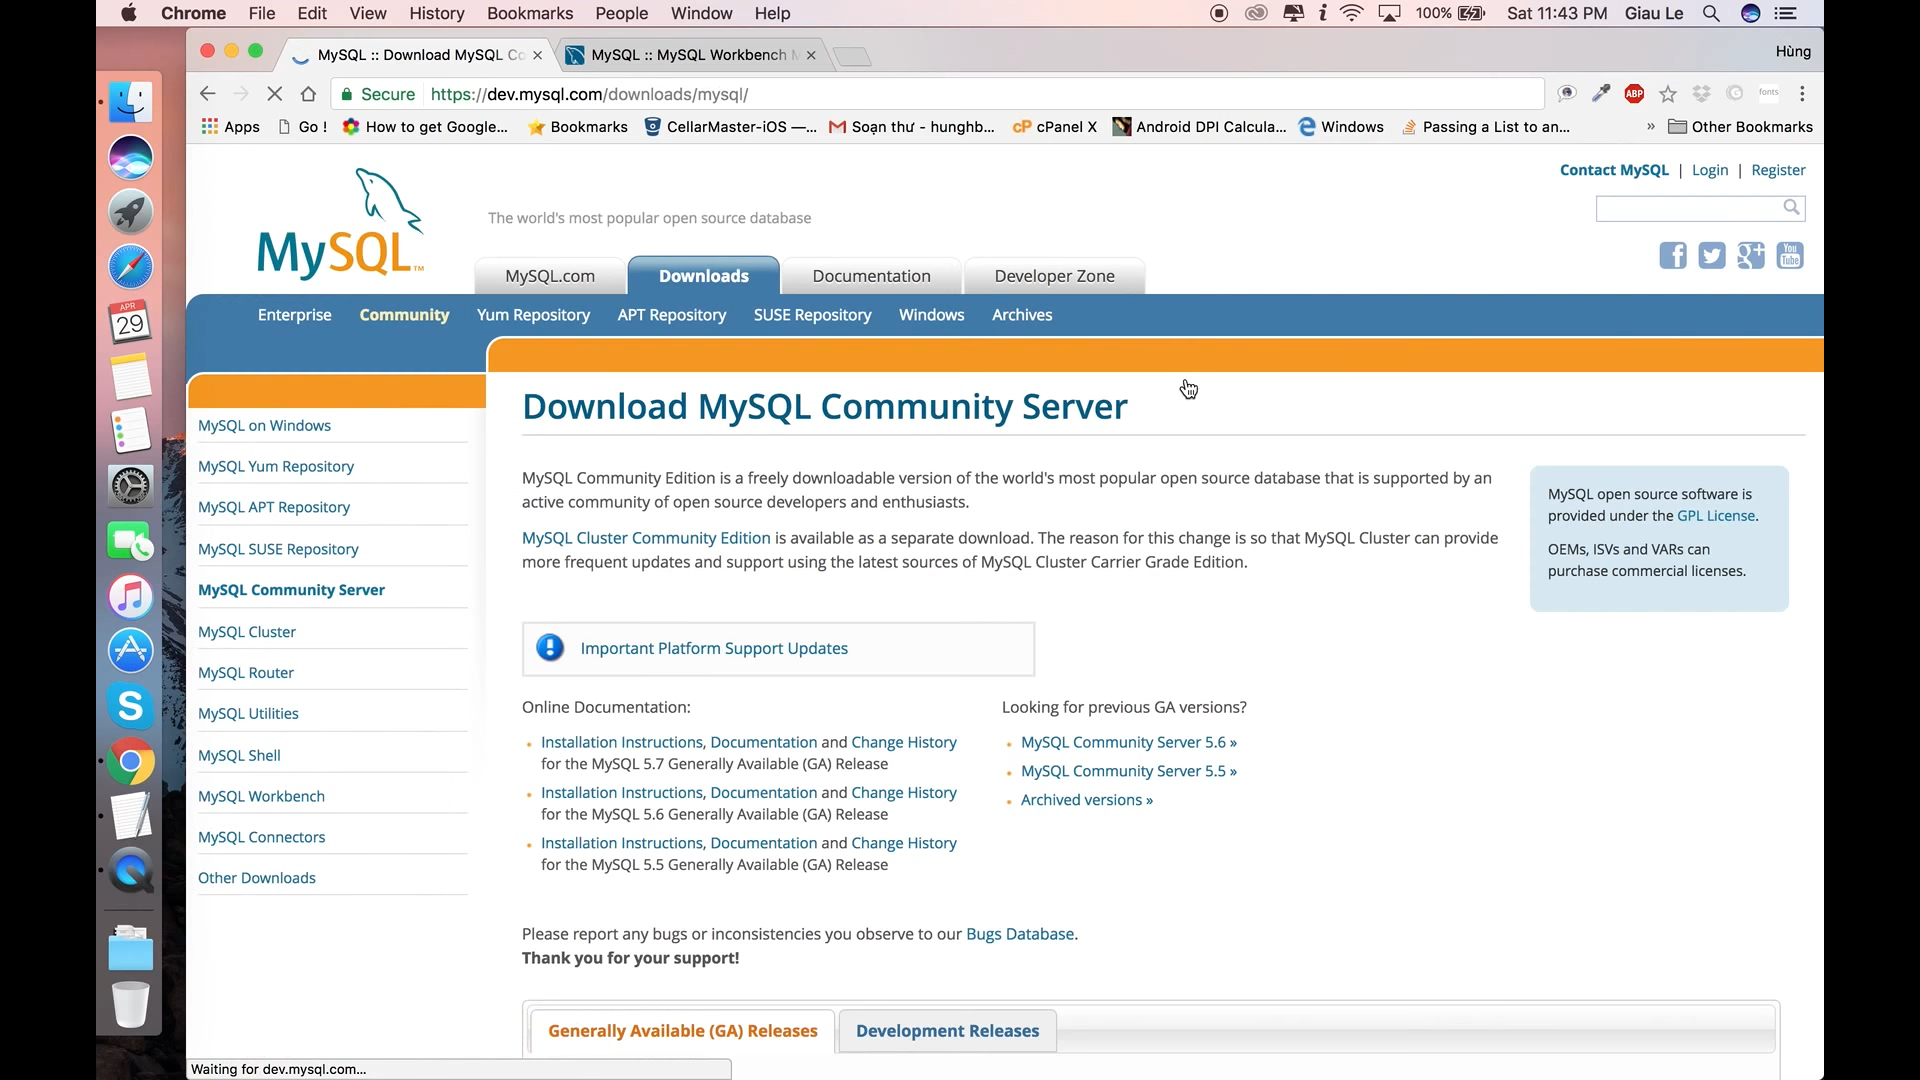 Chrome File Edit View History Bookmarks People Window Help
100% Sat 11:43 PM Giau Le
MySQL :: Download MySQL Co
MySQL :: MySQL Workbench M
Hùng
Secure https://dev.mysql.com/downloads/mysql/
ABP
fonts
Apps Go ! How to get Google... Bookmarks CellarMaster-iOS —... Soạn thư - hunghb... cPanel X Android DPI Calcula... Windows Passing a List to an... » Other Bookmarks
APR
29
Contact MySQL | Login | Register
MySQL™
The world's most popular open source database
You
Tube
MySQL.com Downloads Documentation Developer Zone
Enterprise Community Yum Repository APT Repository SUSE Repository Windows Archives
MySQL on Windows
MySQL Yum Repository
MySQL APT Repository
MySQL SUSE Repository
MySQL Community Server
MySQL Cluster
MySQL Router
MySQL Utilities
MySQL Shell
MySQL Workbench
MySQL Connectors
Other Downloads
Download MySQL Community Server
MySQL Community Edition is a freely downloadable version of the world's most popular open source database that is supported by an
active community of open source developers and enthusiasts.
MySQL Cluster Community Edition is available as a separate download. The reason for this change is so that MySQL Cluster can provide
more frequent updates and support using the latest sources of MySQL Cluster Carrier Grade Edition.
MySQL open source software is
provided under the GPL License.
OEMs, ISVs and VARs can
purchase commercial licenses.
Important Platform Support Updates
Online Documentation:
Installation Instructions, Documentation and Change History
for the MySQL 5.7 Generally Available (GA) Release
Installation Instructions, Documentation and Change History
for the MySQL 5.6 Generally Available (GA) Release
Installation Instructions, Documentation and Change History
for the MySQL 5.5 Generally Available (GA) Release
Looking for previous GA versions?
MySQL Community Server 5.6 »
MySQL Community Server 5.5 »
Archived versions »
Please report any bugs or inconsistencies you observe to our Bugs Database.
Thank you for your support!
Generally Available (GA) Releases Development Releases
Waiting for dev.mysql.com...